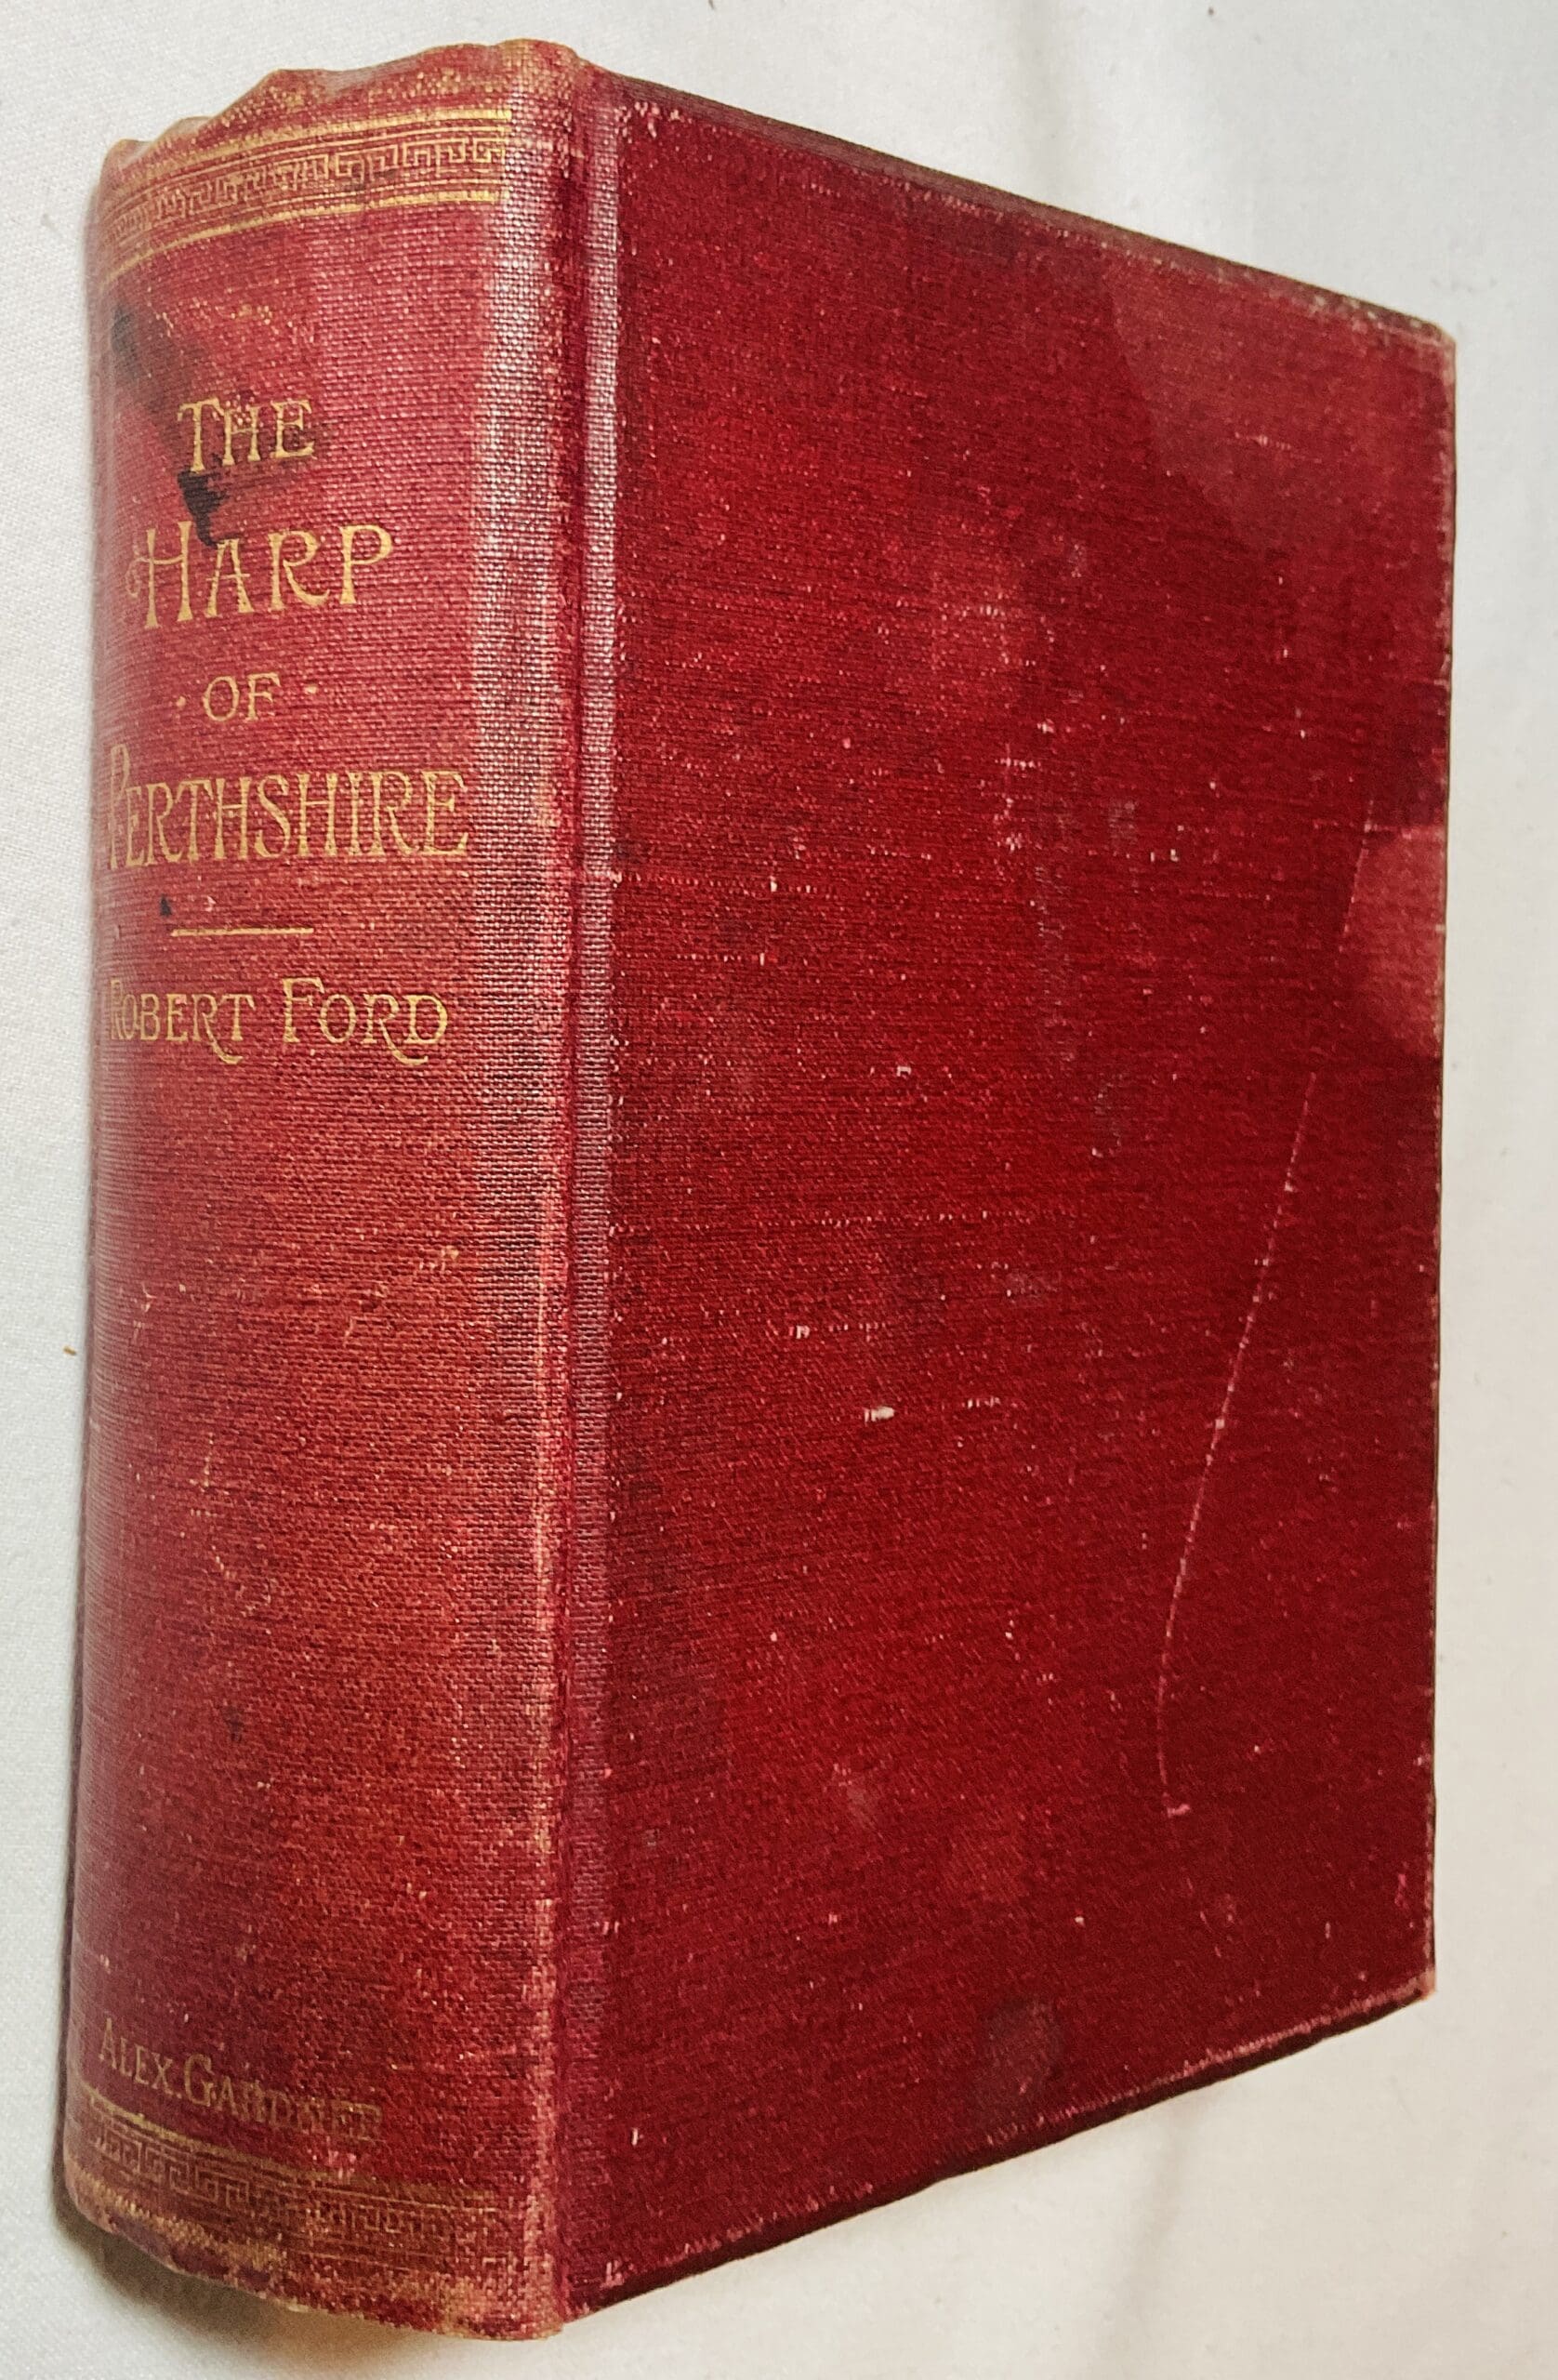 THE
HARP
OF
PERTHSHIRE
ROBERT FORD
ALEX. GARDNER